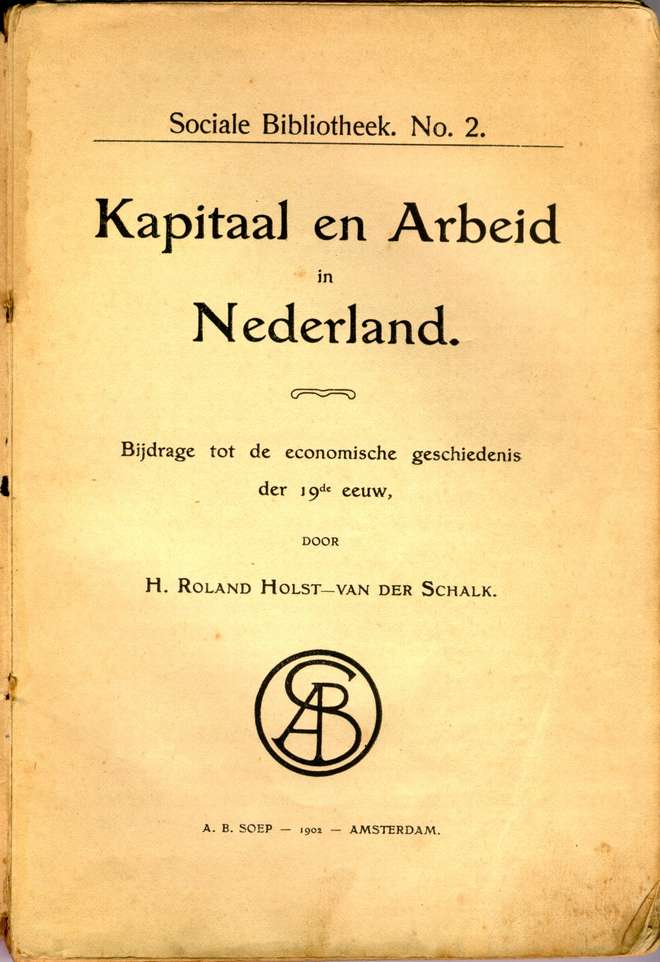 Sociale Bibliotheek. No. 2.
Kapitaal en Arbeid
in
Nederland.
Bijdrage tot de economische geschiedenis
der 19de eeuw,
DOOR
H. ROLAND HOLST—VAN DER SCHALK.
SAB
A. B. SOEP — 1902 — AMSTERDAM.